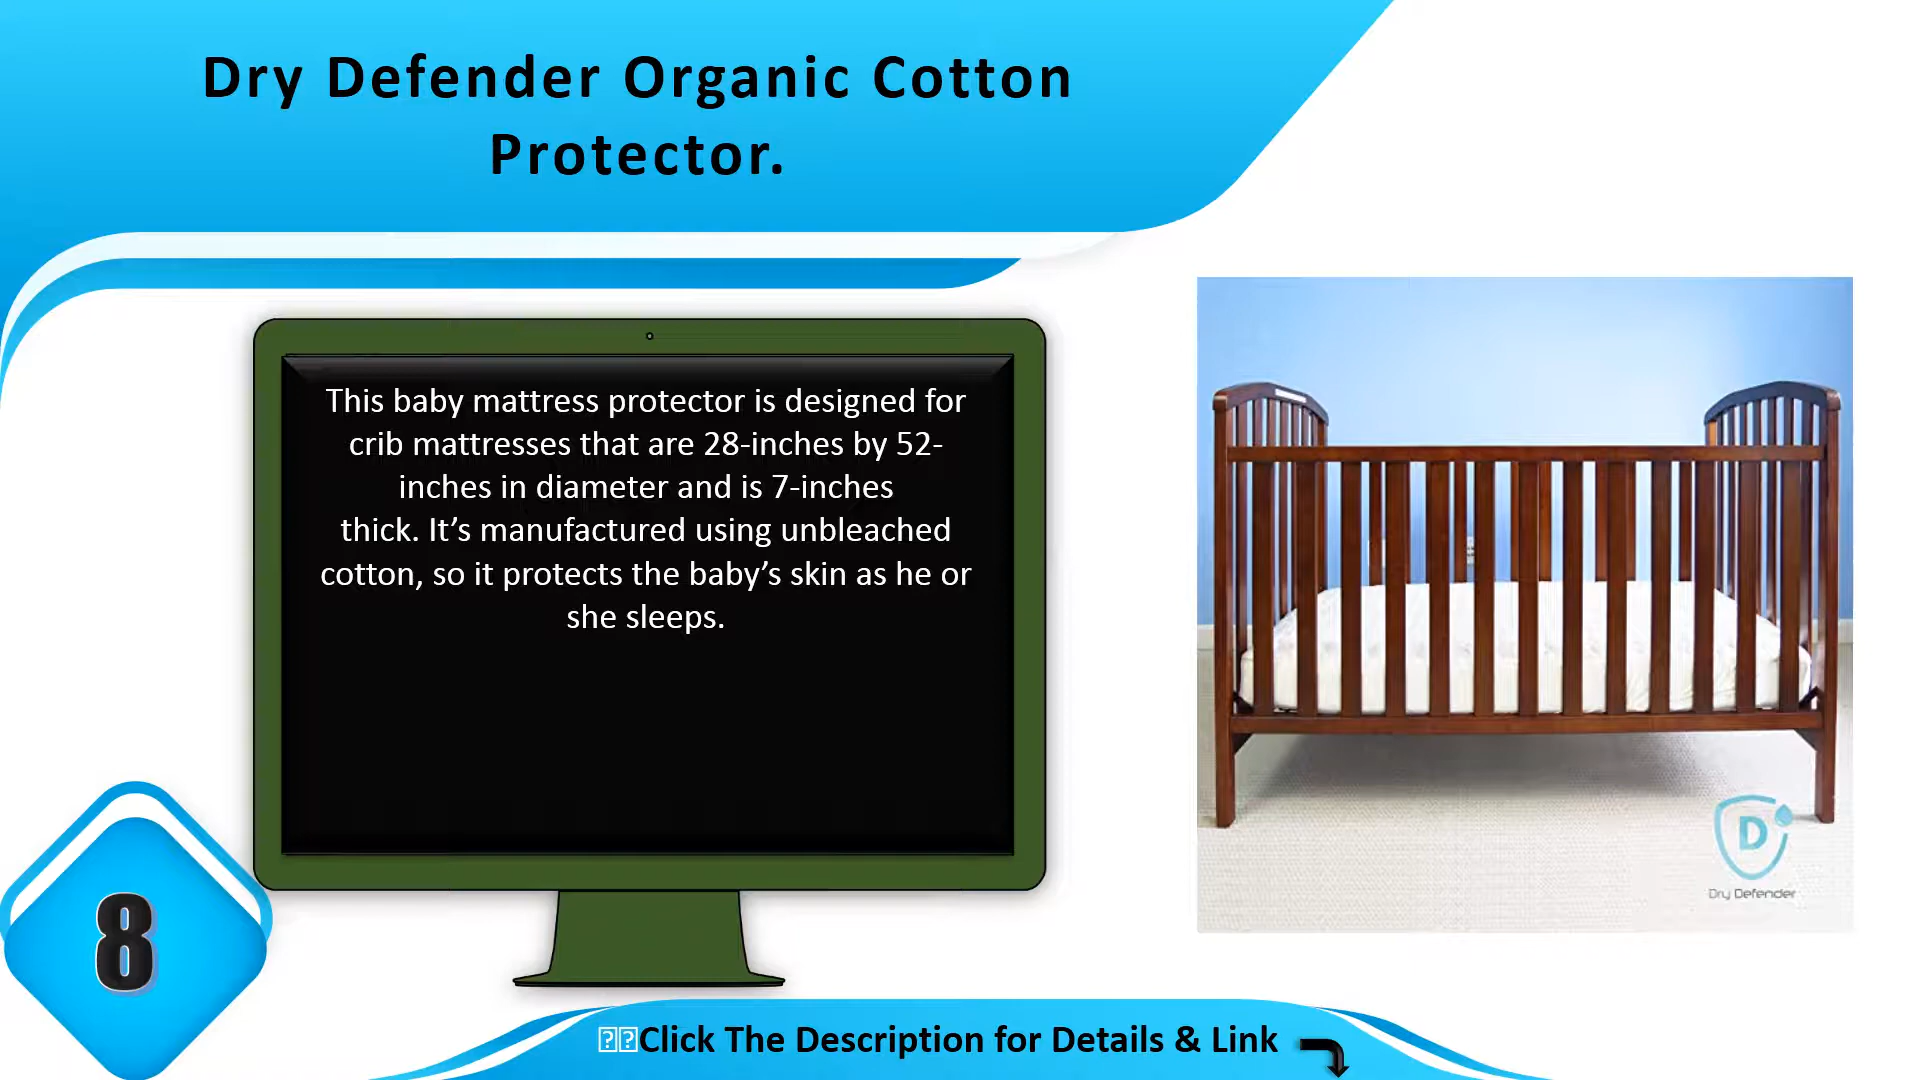 Dry Defender Organic Cotton
Protector.
This baby mattress protector is designed for
crib mattresses that are 28-inches by 52-
inches in diameter and is 7-inches
thick. It’s manufactured using unbleached
cotton, so it protects the baby’s skin as he or
she sleeps.
D
Dry Defender
8
Click The Description for Details & Link